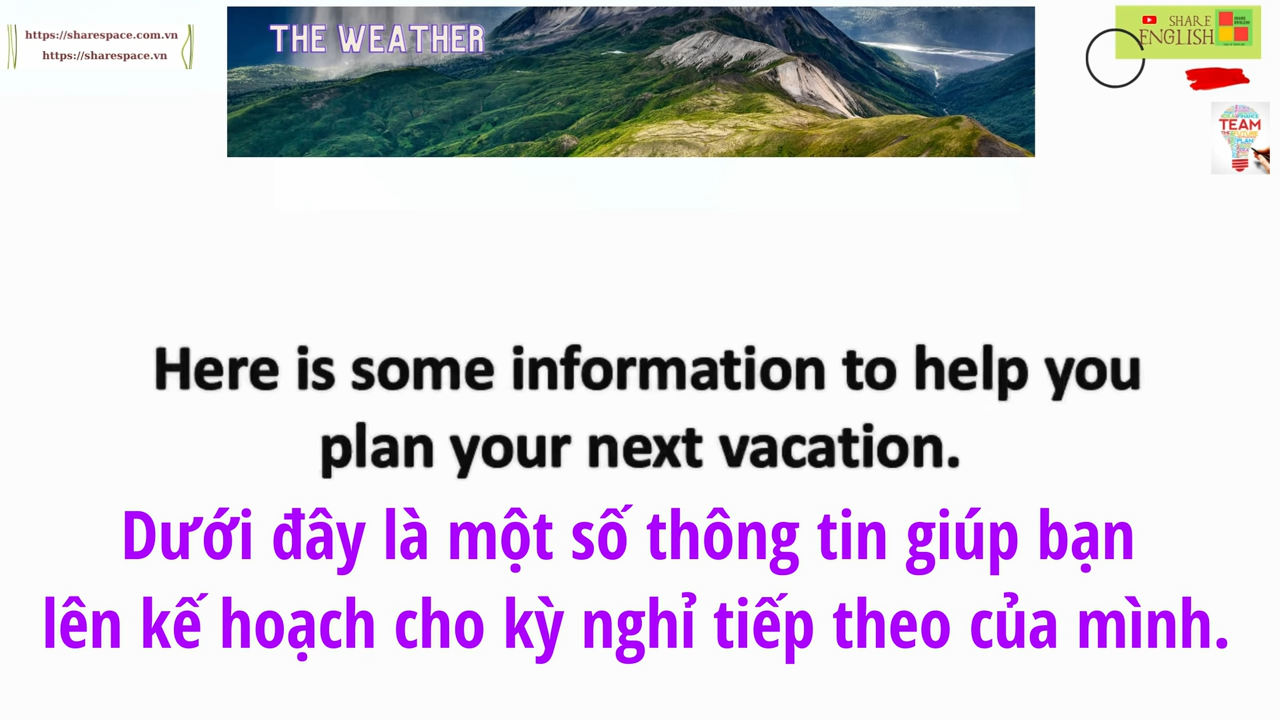 https://sharespace.com.vn
https://sharespace.vn
THE WEATHER
SHARE
ENGLISH
TEAM
PLAN
Here is some information to help you
plan your next vacation.
Dưới đây là một số thông tin giúp bạn
lên kế hoạch cho kỳ nghỉ tiếp theo của mình.